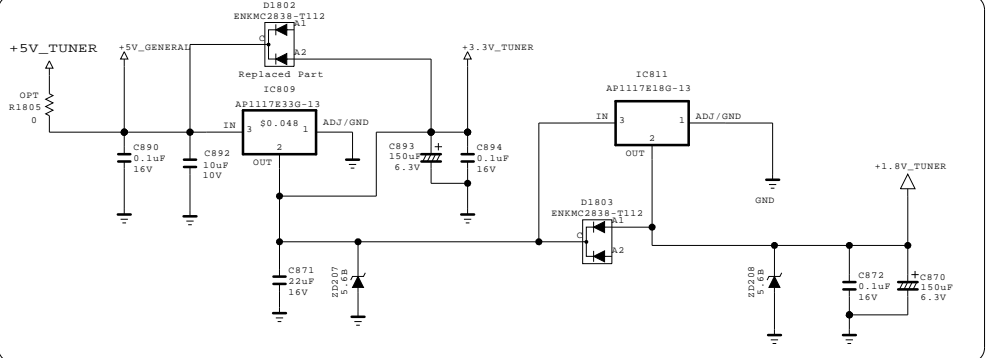 D1802
ENKMC2838-T112
A1
C
A2
Replaced Part
+5V_TUNER
+5V_GENERAL
+3.3V_TUNER
OPT
R1805
0
IC809
AP1117E33G-13
IN
3
$0.048
1
ADJ/GND
2
OUT
C890
0.1uF
16V
C892
10uF
10V
C893
150uF
6.3V
+
C894
0.1uF
16V
IC811
AP1117E18G-13
IN
3
1
ADJ/GND
2
OUT
GND
+1.8V_TUNER
D1803
ENKMC2838-T112
A1
C
A2
C871
22uF
16V
ZD207
5.6B
ZD208
5.6B
C872
0.1uF
16V
+
C870
150uF
6.3V